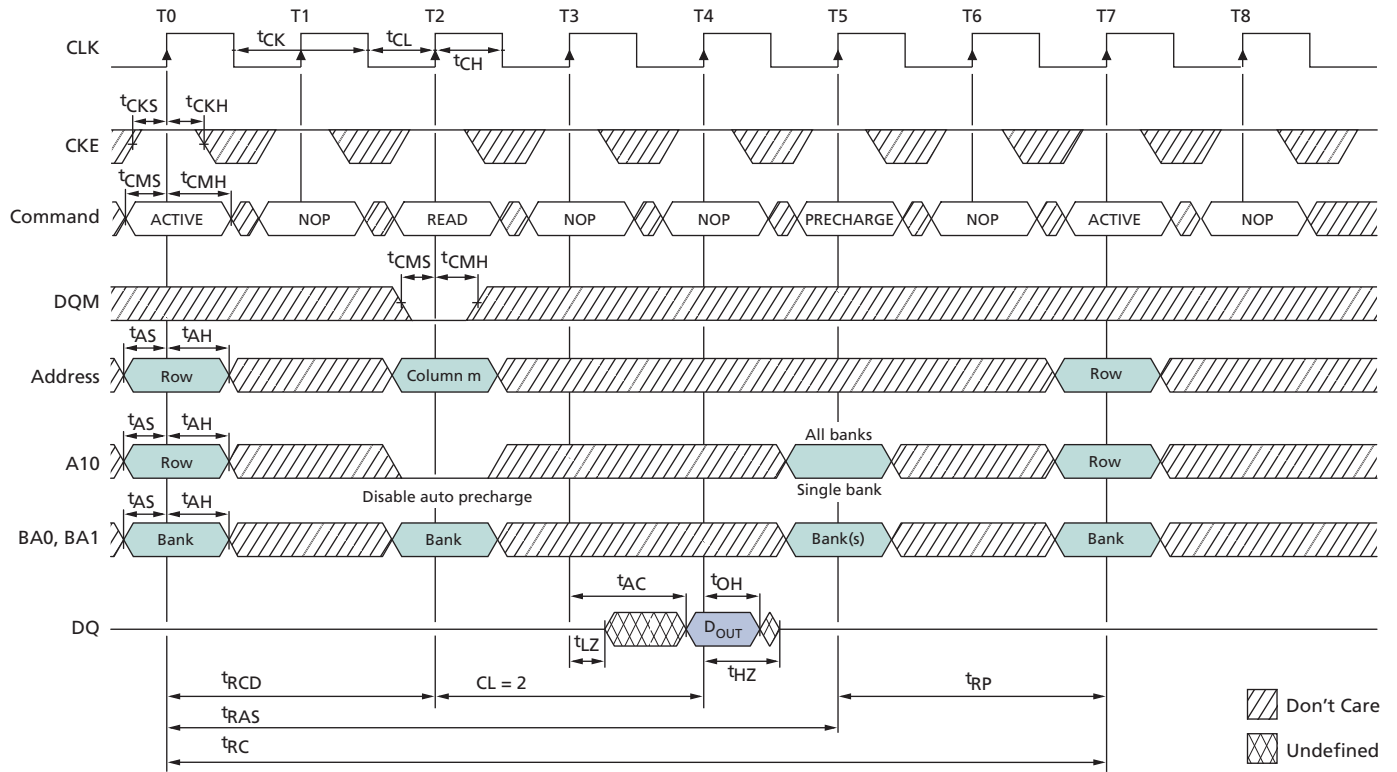 T0 T1 T2 T3 T4 T5 T6 T7 T8
CLK
tCK tCL
tCH
tCKS tCKH
CKE
tCMS tCMH
Command ACTIVE NOP READ NOP NOP PRECHARGE NOP ACTIVE NOP
tCMS tCMH
DQM
tAS tAH
Address Row Column m Row
tAS tAH
All banks
A10 Row Row
Disable auto precharge Single bank
tAS tAH
BA0, BA1 Bank Bank Bank(s) Bank
tAC tOH
DQ DOUT
tLZ
tHZ
tRCD CL = 2 tRP
tRAS
tRC
Don't Care
Undefined